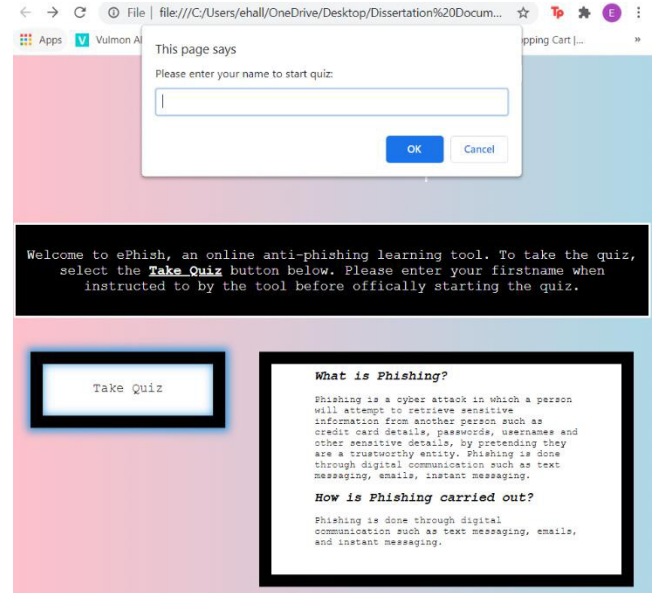 File | file:///C:/Users/ehall/OneDrive/Desktop/Dissertation%20Docum...
Tp
E
Apps V Vulmon Al
pping Cart |...
»
This page says
Please enter your name to start quiz:
OK Cancel
Welcome to ePhish, an online anti-phishing learning tool. To take the quiz,
select the Take Quiz button below. Please enter your firstname when
instructed to by the tool before offically starting the quiz.
Take Quiz
What is Phishing?
Phishing is a cyber attack in which a person
will attempt to retrieve sensitive
information from another person such as
credit card details, passwords, usernames and
other sensitive details, by pretending they
are a trustworthy entity. Phishing is done
through digital communication such as text
messaging, emails, instant messaging.
How is Phishing carried out?
Phishing is done through digital
communication such as text messaging, emails,
and instant messaging.